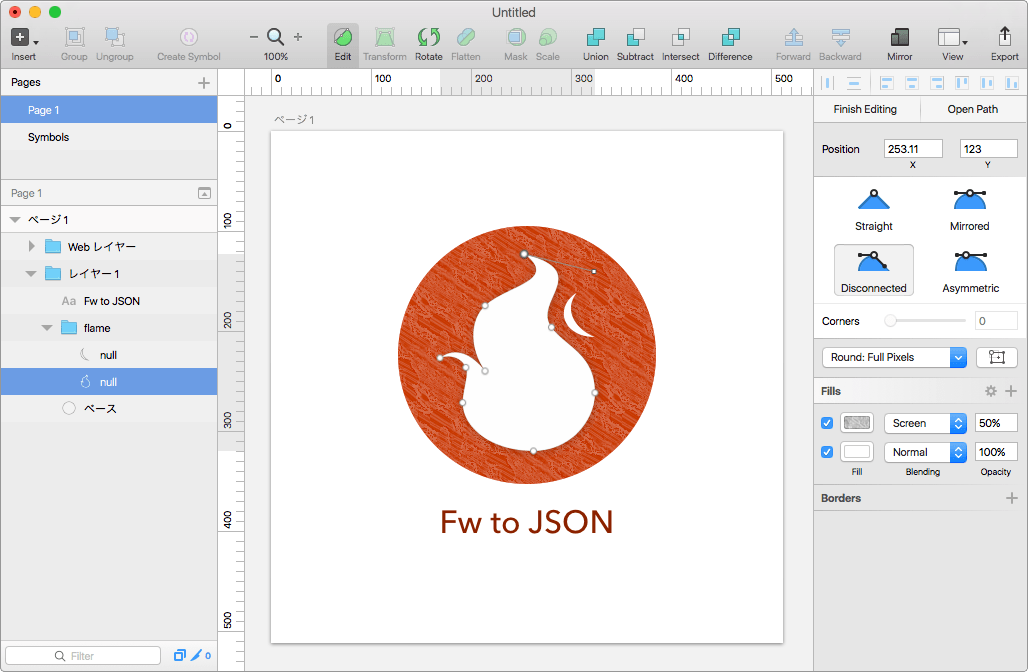 Untitled
Insert Group Ungroup Create Symbol 100% Edit Transform Rotate Flatten Mask Scale Union Subtract Intersect Difference Forward Backward Mirror View Export
Pages
Page 1
Symbols
Page 1
ページ1
Web レイヤー
レイヤー1
Aa Fw to JSON
flame
null
null
ベース
Filter
0
0 100 200 300 400 500
0
100
200
300
400
500
ページ1
Fw to JSON
Finish Editing Open Path
Position 253.11 123
X Y
Straight Mirrored
Disconnected Asymmetric
Corners 0
Round: Full Pixels
Fills
Screen 50%
Normal 100%
Fill Blending Opacity
Borders